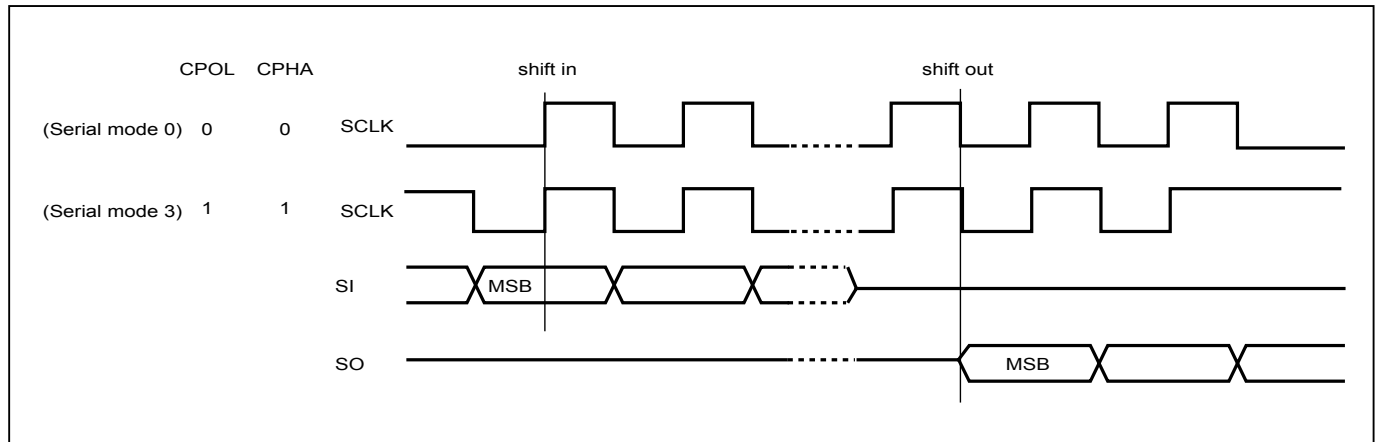 CPOL CPHA shift in shift out
(Serial mode 0) 0 0 SCLK
(Serial mode 3) 1 1 SCLK
SI MSB
SO MSB